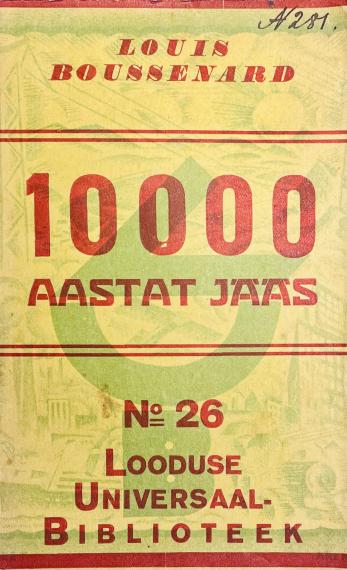 N 281.
LOUIS
BOUSSENARD
10000
AASTAT JÄÄS
№ 26
LOODUSE
UNIVERSAAL-
BIBLIOTEEK